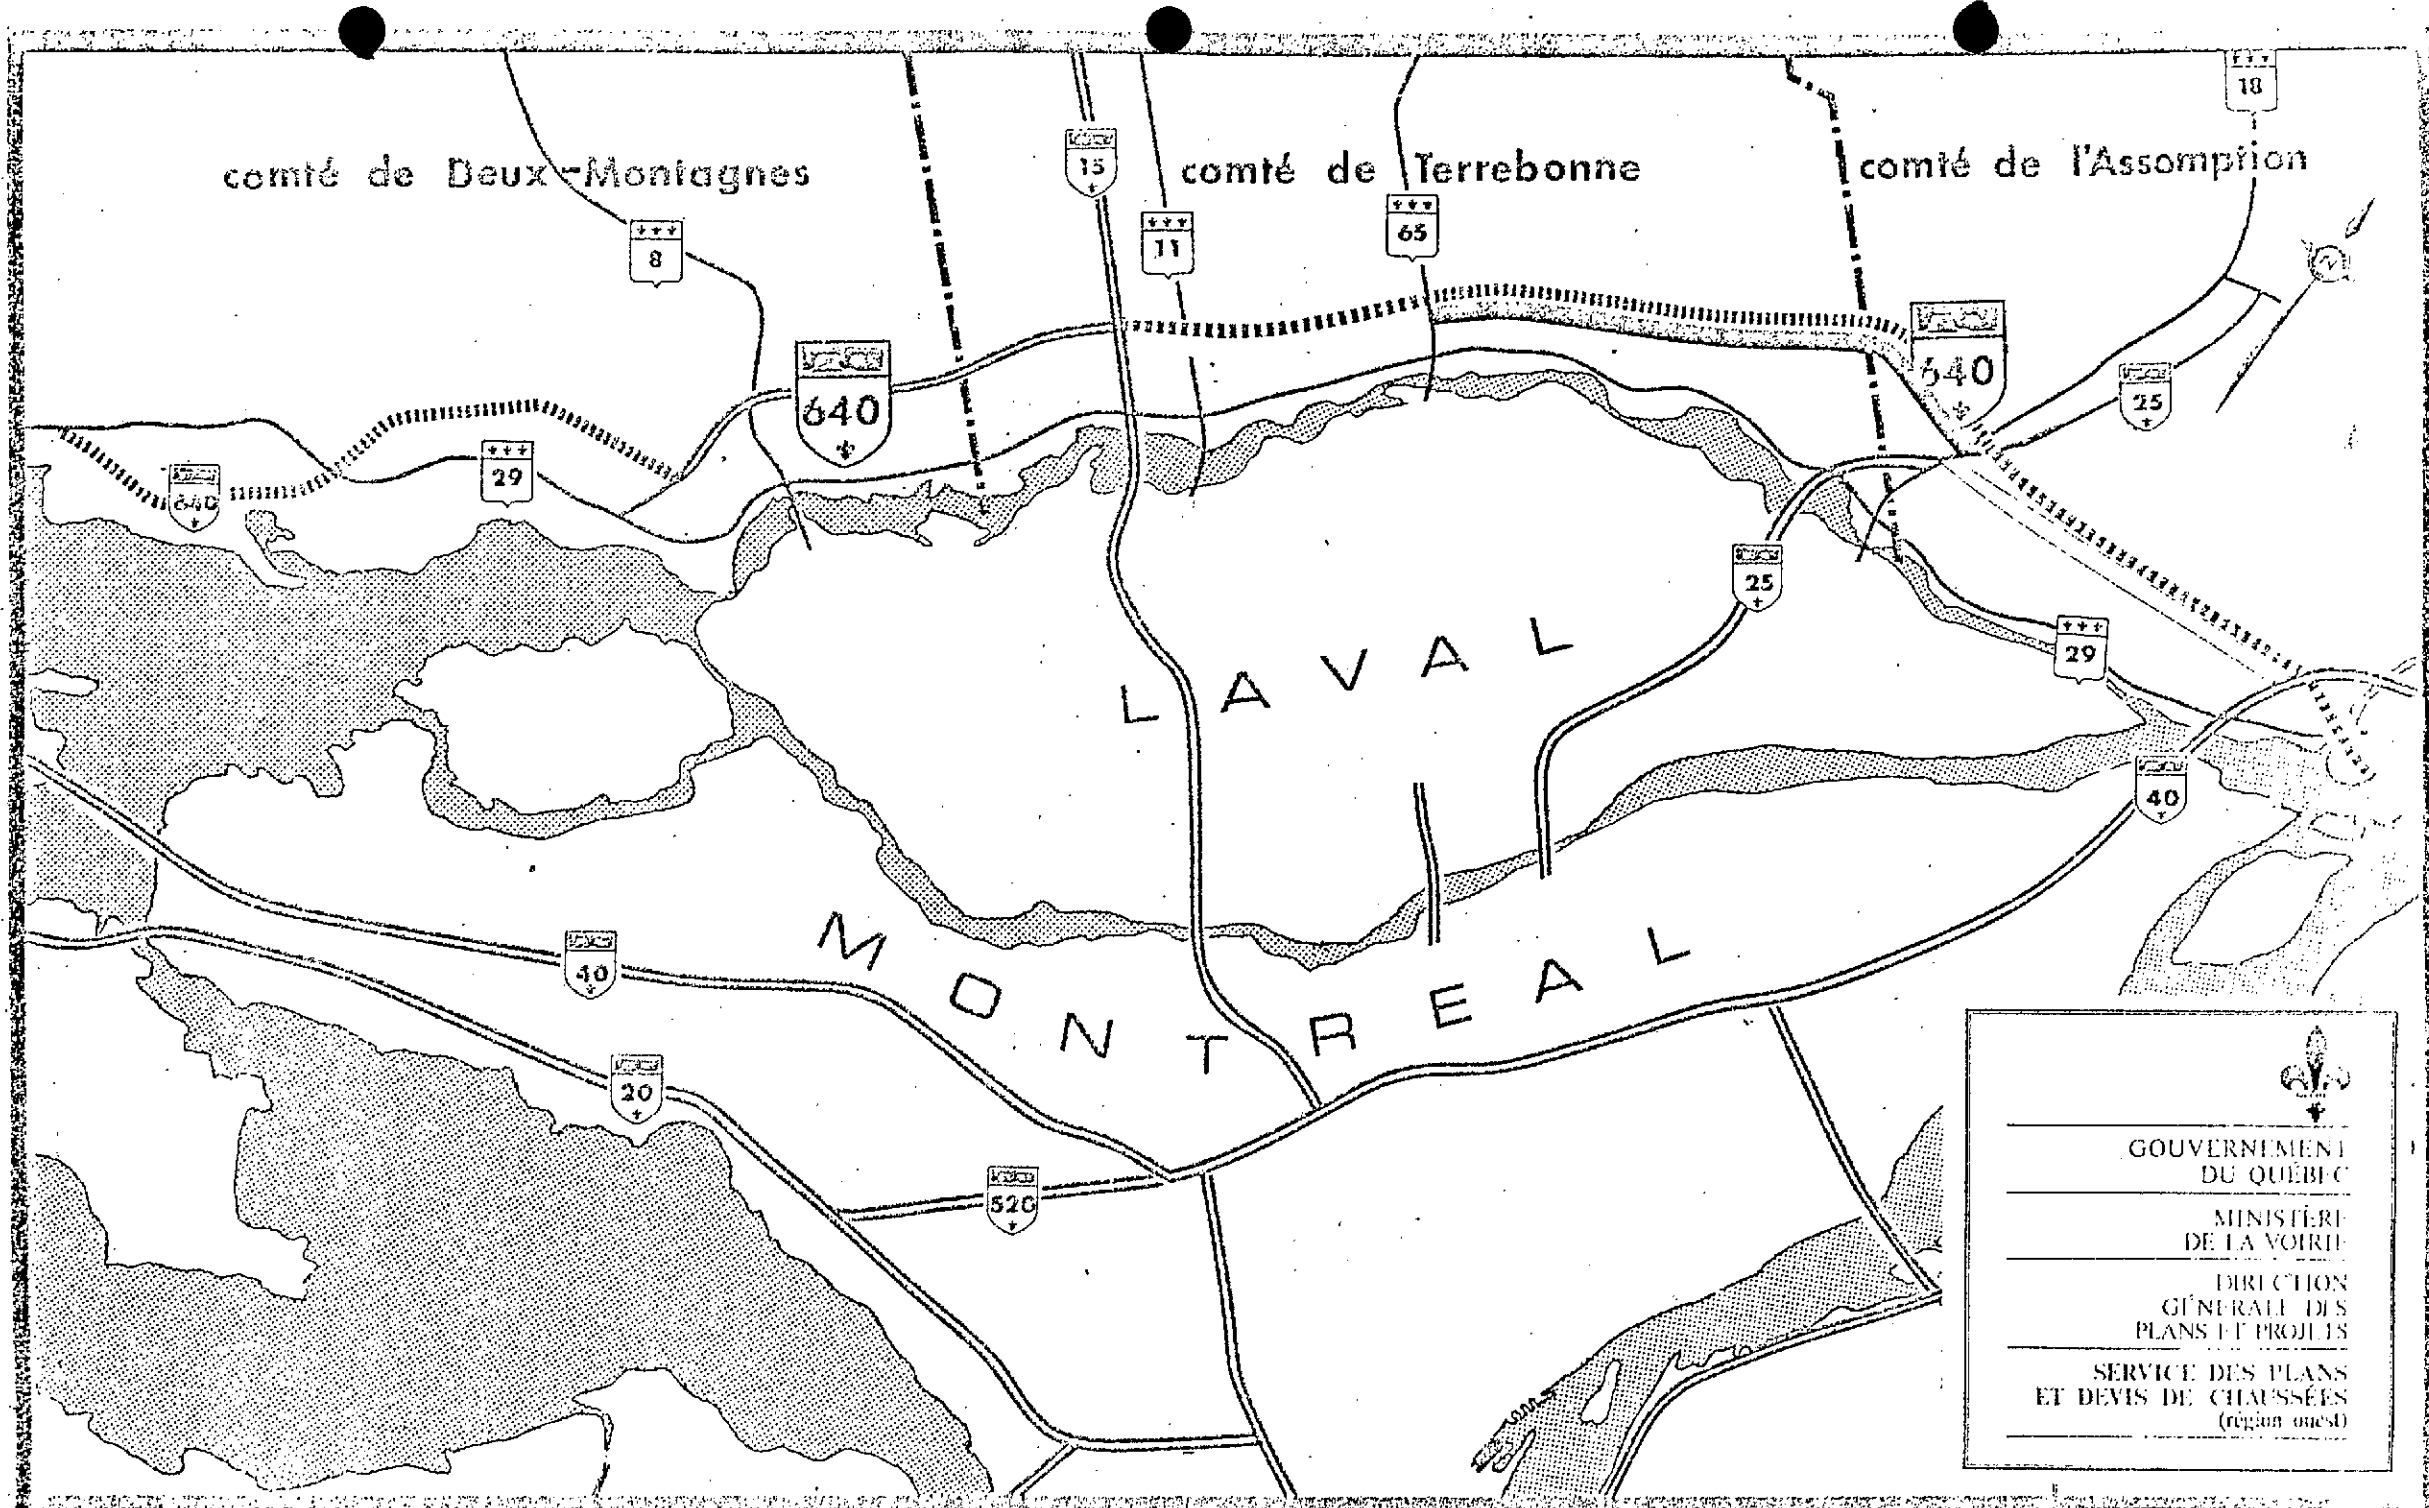 18
comté de Deux-Montagnes
15
comté de Terrebonne
comté de l'Assomption
8
11
65
N
640
640
25
640
29
25
29
LAVAL
40
MONTREAL
40
20
520
GOUVERNEMENT
DU QUÉBEC
MINISTÈRE
DE LA VOIRIE
DIRECTION
GÉNÉRALE DES
PLANS ET PROJETS
SERVICE DES PLANS
ET DEVIS DE CHAUSSÉES
(région ouest)